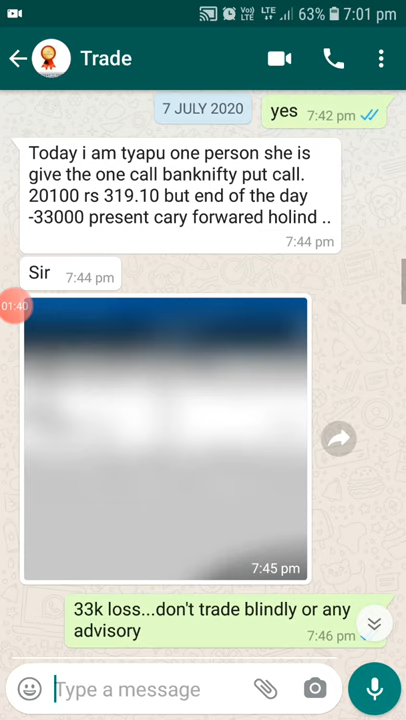 VoJ) LTE LTE 63% 7:01 pm
Trade
7 JULY 2020
yes 7:42 pm
Today i am tyapu one person she is
give the one call banknifty put call.
20100 rs 319.10 but end of the day
-33000 present cary forwared holind ..
7:44 pm
Sir 7:44 pm
01:40
7:45 pm
33k loss...don't trade blindly or any
advisory
7:46 pm
Type a message